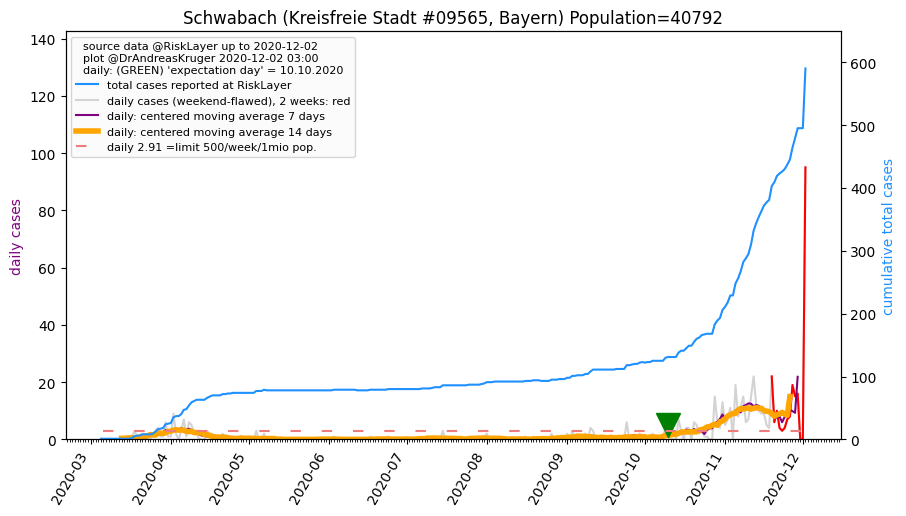 Schwabach (Kreisfreie Stadt #09565, Bayern) Population=40792
source data @RiskLayer up to 2020-12-02
plot @DrAndreasKruger 2020-12-02 03:00
daily: (GREEN) 'expectation day' = 10.10.2020
total cases reported at RiskLayer
daily cases (weekend-flawed), 2 weeks: red
daily: centered moving average 7 days
daily: centered moving average 14 days
daily 2.91 =limit 500/week/1mio pop.
daily cases
140
120
100
80
60
40
20
0
cumulative total cases
600
500
400
300
200
100
0
2020-03
2020-04
2020-05
2020-06
2020-07
2020-08
2020-09
2020-10
2020-11
2020-12